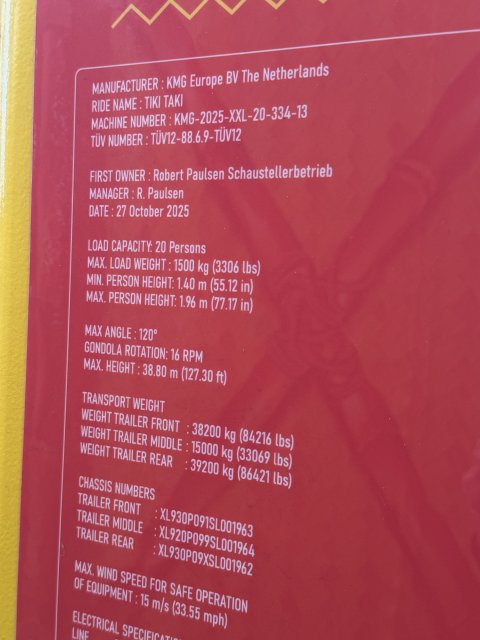 MANUFACTURER : KMG Europe BV The Netherlands
RIDE NAME : TIKI TAKI
MACHINE NUMBER : KMG-2025-XXL-20-334-13
TÜV NUMBER : TÜV12-88.6.9-TÜV12
FIRST OWNER : Robert Paulsen Schaustellerbetrieb
MANAGER : R. Paulsen
DATE : 27 October 2025
LOAD CAPACITY: 20 Persons
MAX. LOAD WEIGHT : 1500 kg (3306 lbs)
MIN. PERSON HEIGHT: 1.40 m (55.12 in)
MAX. PERSON HEIGHT: 1.96 m (77.17 in)
MAX ANGLE : 120°
GONDOLA ROTATION: 16 RPM
MAX. HEIGHT : 38.80 m (127.30 ft)
TRANSPORT WEIGHT
WEIGHT TRAILER FRONT : 38200 kg (84216 lbs)
WEIGHT TRAILER MIDDLE : 15000 kg (33069 lbs)
WEIGHT TRAILER REAR : 39200 kg (86421 lbs)
CHASSIS NUMBERS
TRAILER FRONT : XL930P091SL001963
TRAILER MIDDLE : XL920P099SL001964
TRAILER REAR : XL930P09XSL001962
MAX. WIND SPEED FOR SAFE OPERATION
OF EQUIPMENT : 15 m/s (33.55 mph)
ELECTRICAL SPECIFICATI
LINE